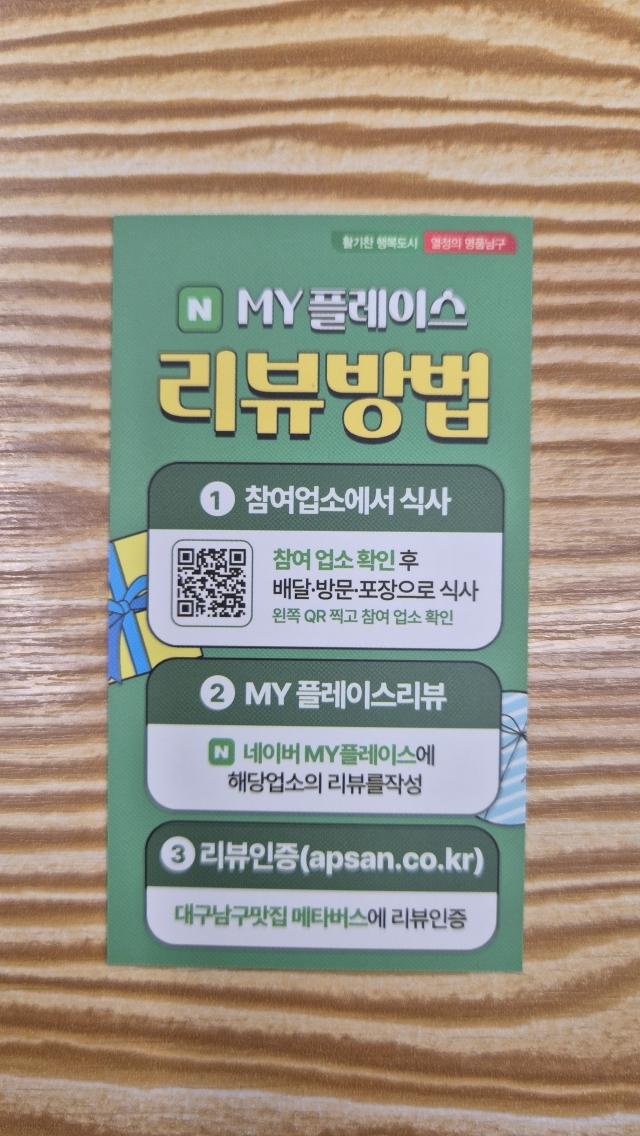 활기찬 행복도시 열정의 명품남구
N MY플레이스
리뷰방법
1 참여업소에서 식사
참여 업소 확인 후
배달·방문·포장으로 식사
왼쪽 QR 찍고 참여 업소 확인
2 MY 플레이스리뷰
N 네이버 MY플레이스에
해당업소의 리뷰를작성
3 리뷰인증(apsan.co.kr)
대구남구맛집 메타버스에 리뷰인증